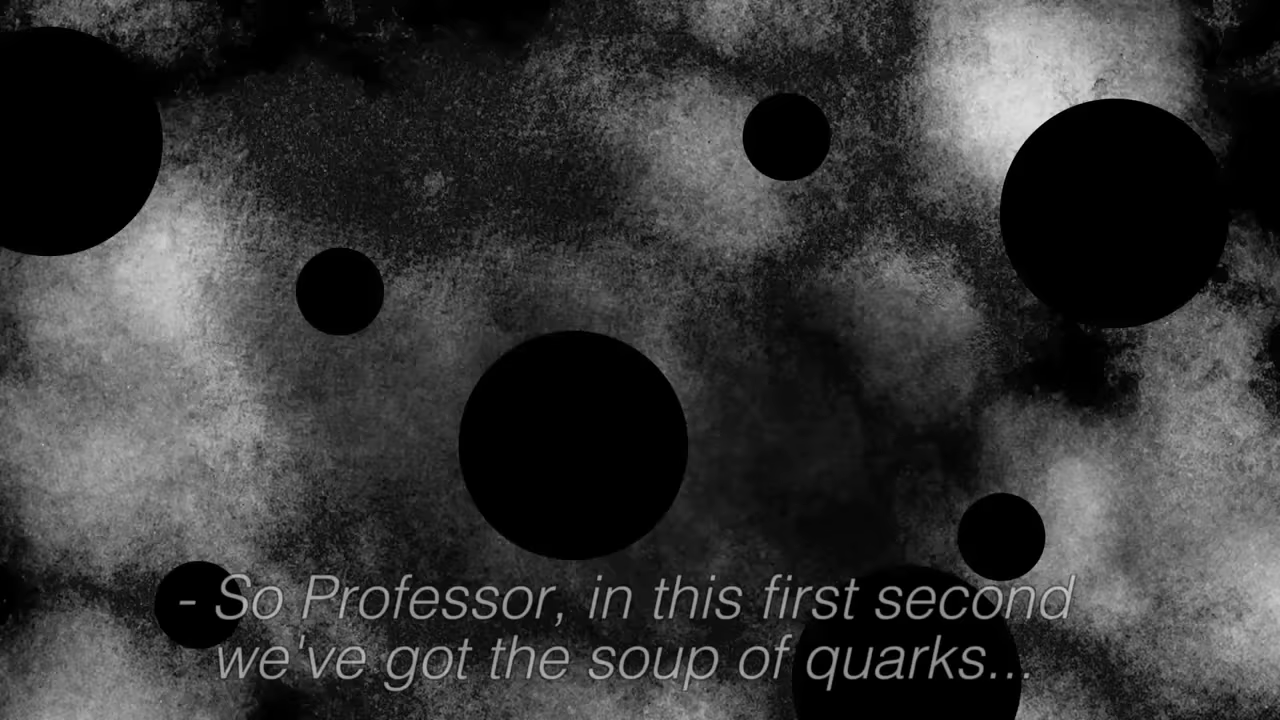 - So Professor, in this first second
we've got the soup of quarks...